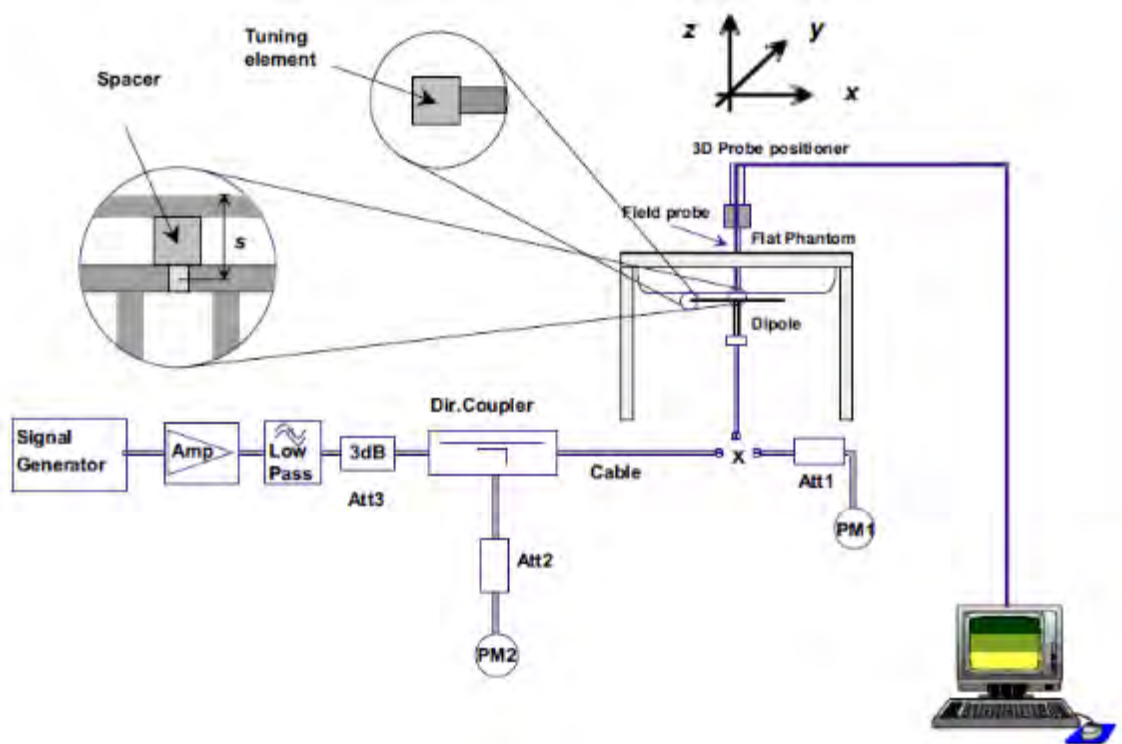 z
y
x
Tuning
element
Spacer
s
3D Probe positioner
Field probe
Flat Phantom
Dipole
Dir.Coupler
Signal
Generator
Amp
Low
Pass
3dB
Att3
Cable
x
Att1
PM1
Att2
PM2